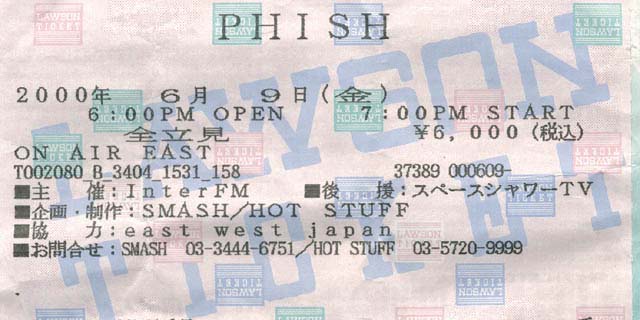 PHISH
2000年 6月 9日(金)
6:00PM OPEN 7:00PM START
全立見 ¥6,000(税込)
ON AIR EAST
T002080 B_3404_1531_158 37389 000609-
■主 催:InterFM ■後 援:スペースシャワーTV
■企画・制作:SMASH/HOT STUFF
■協 力:east west japan
■お問合せ:SMASH 03-3444-6751/HOT STUFF 03-5720-9999
LAWSON
TICKET